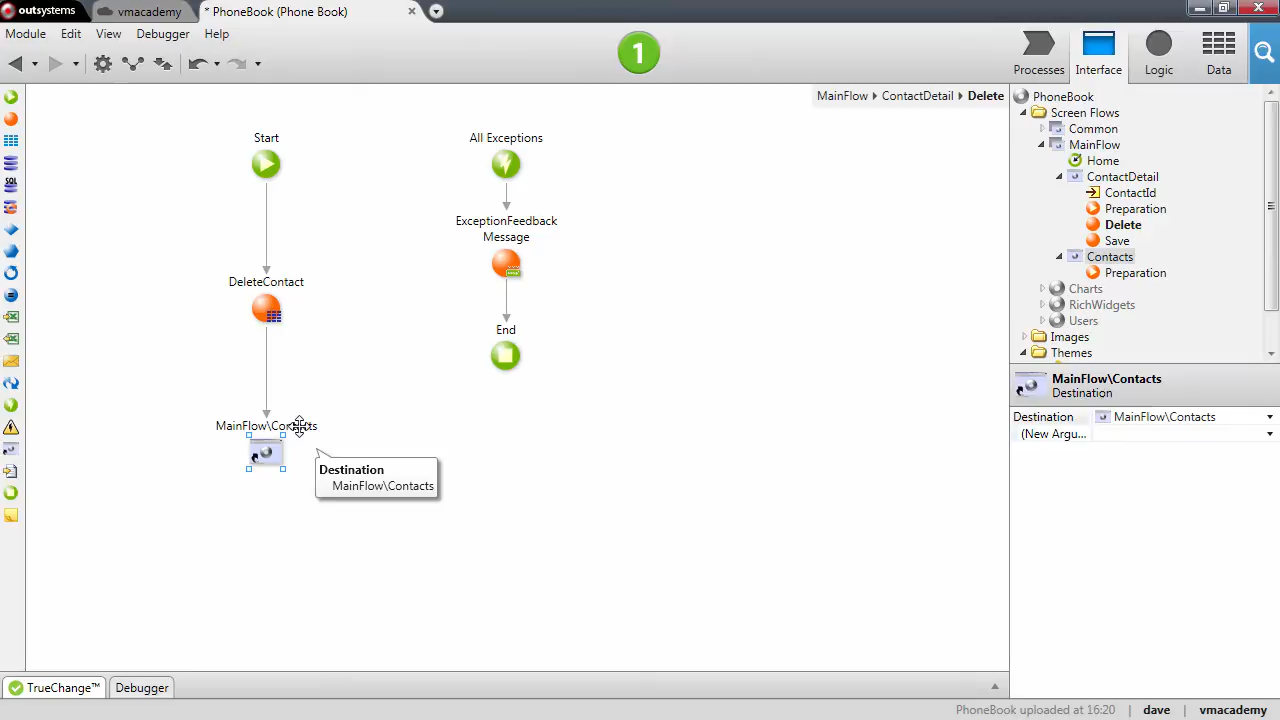 outsystems
vmacademy
* PhoneBook (Phone Book)
Module
Edit
View
Debugger
Help
1
Processes
Interface
Logic
Data
MainFlow
ContactDetail
Delete
Start
DeleteContact
MainFlow\Contacts
Destination
MainFlow\Contacts
All Exceptions
ExceptionFeedback
Message
End
SQL
PhoneBook
Screen Flows
Common
MainFlow
Home
ContactDetail
ContactId
Preparation
Delete
Save
Contacts
Preparation
Charts
RichWidgets
Users
Images
Themes
MainFlow\Contacts
Destination
Destination
MainFlow\Contacts
(New Argu...
TrueChange™
Debugger
PhoneBook uploaded at 16:20
dave
vmacademy